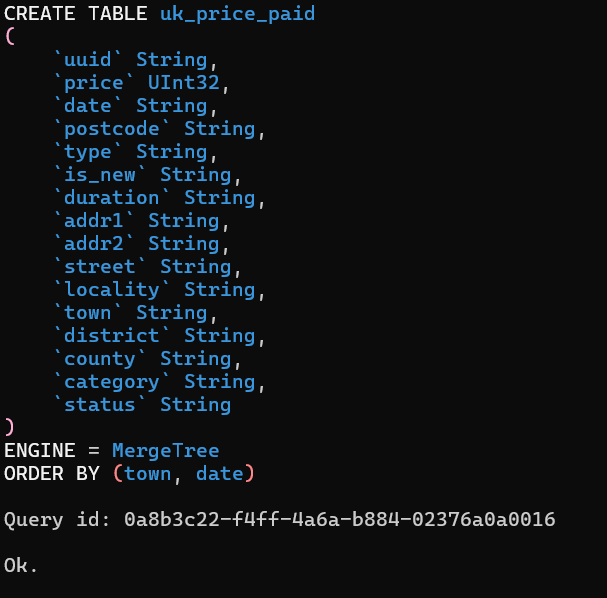 CREATE TABLE uk_price_paid
(
    `uuid` String,
    `price` UInt32,
    `date` String,
    `postcode` String,
    `type` String,
    `is_new` String,
    `duration` String,
    `addr1` String,
    `addr2` String,
    `street` String,
    `locality` String,
    `town` String,
    `district` String,
    `county` String,
    `category` String,
    `status` String
)
ENGINE = MergeTree
ORDER BY (town, date)
Query id: 0a8b3c22-f4ff-4a6a-b884-02376a0a0016
Ok.